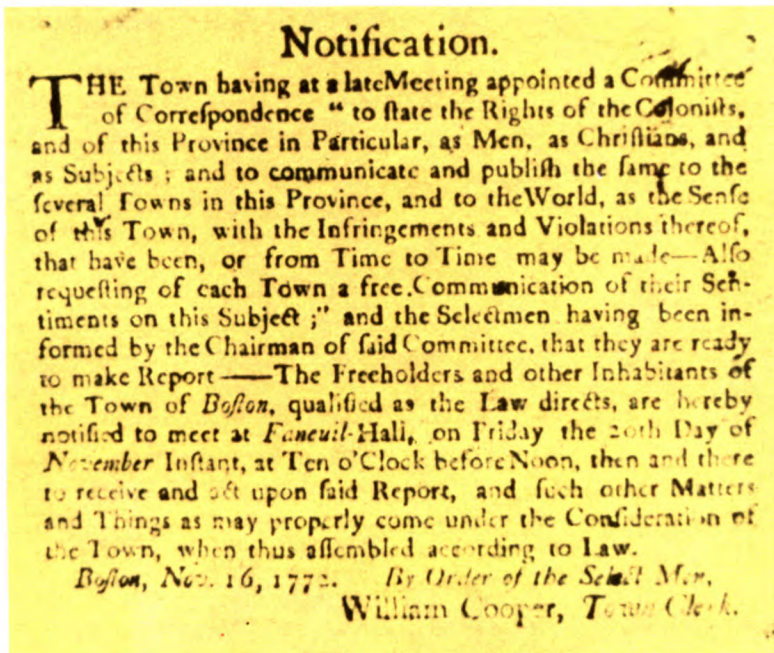 Notification.
THE Town having at a late Meeting appointed a Committee
of Correſpondence “ to ſtate the Rights of the Coloniſts,
and of this Province in Particular, as Men, as Chriſtians, and
as Subjects ; and to communicate and publiſh the ſame to the
ſeveral Towns in this Province, and to the World, as the Senſe
of this Town, with the Infringements and Violations thereof,
that have been, or from Time to Time may be made—Alſo
requeſting of each Town a free Communication of their Sen-
timents on this Subject ;” and the Selectmen having been in-
formed by the Chairman of ſaid Committee, that they are ready
to make Report——The Freeholders and other Inhabitants of
the Town of Boſton, qualified as the Law directs, are hereby
notified to meet at Faneuil-Hall, on Friday the 20th Day of
November Inſtant, at Ten o’Clock before Noon, then and there
to receive and act upon ſaid Report, and ſuch other Matters
and Things as may properly come under the Conſideration of
the Town, when thus aſſembled according to Law.
Boſton, Nov. 16, 1772. By Order of the Select Men,
William Cooper, Town Clerk.